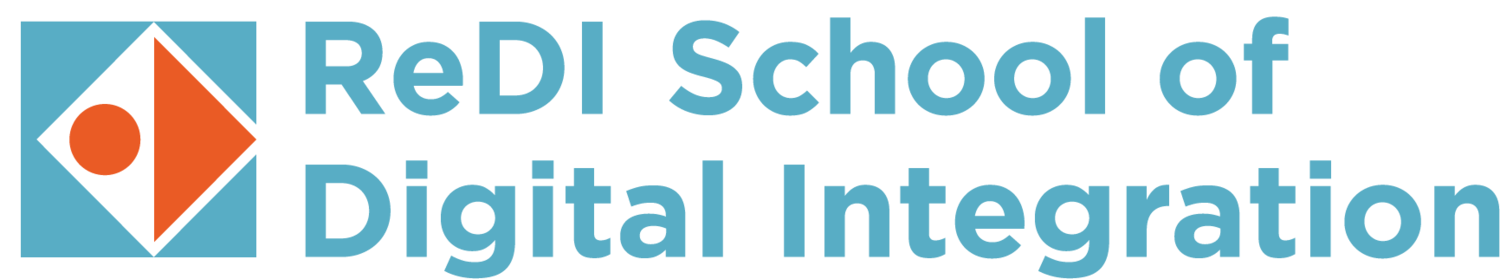 ReDI School of
Digital Integration